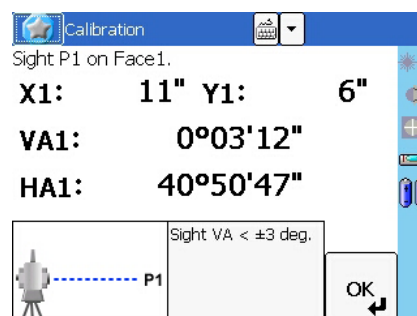 Calibration
Sight P1 on Face1.
X1: 11" Y1: 6"
VA1: 0°03'12"
HA1: 40°50'47"
Sight VA < ±3 deg.
P1
OK